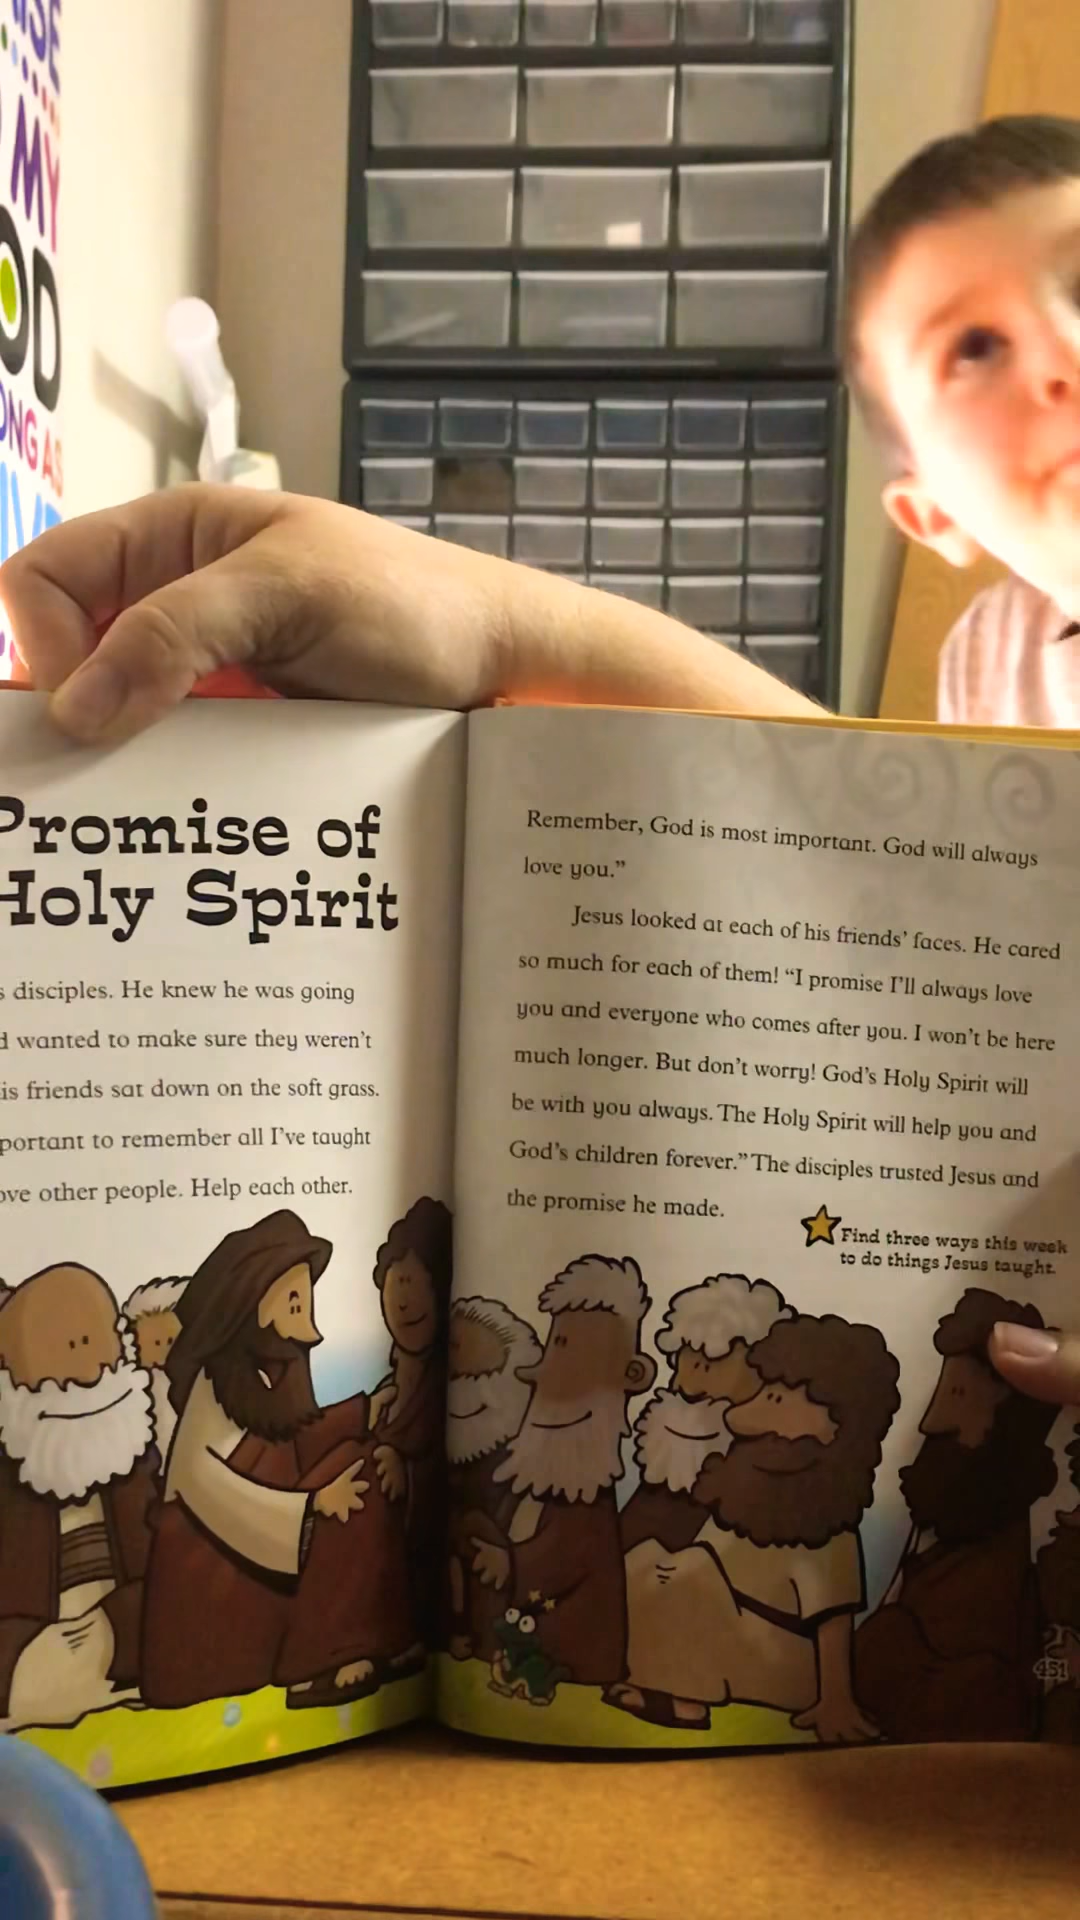 MY
Promise of
Holy Spirit
disciples. He knew he was going
wanted to make sure they weren't
friends sat down on the soft grass.
to remember all I've taught
other people. Help each other.
Remember, God is most important. God will always
love you.”
Jesus looked at each of his friends’ faces. He cared
so much for each of them! “I promise I’ll always love
you and everyone who comes after you. I won’t be here
much longer. But don’t worry! God’s Holy Spirit will
be with you always. The Holy Spirit will help you and
God’s children forever.” The disciples trusted Jesus and
the promise he made.
Find three ways this week
to do things Jesus taught.
451